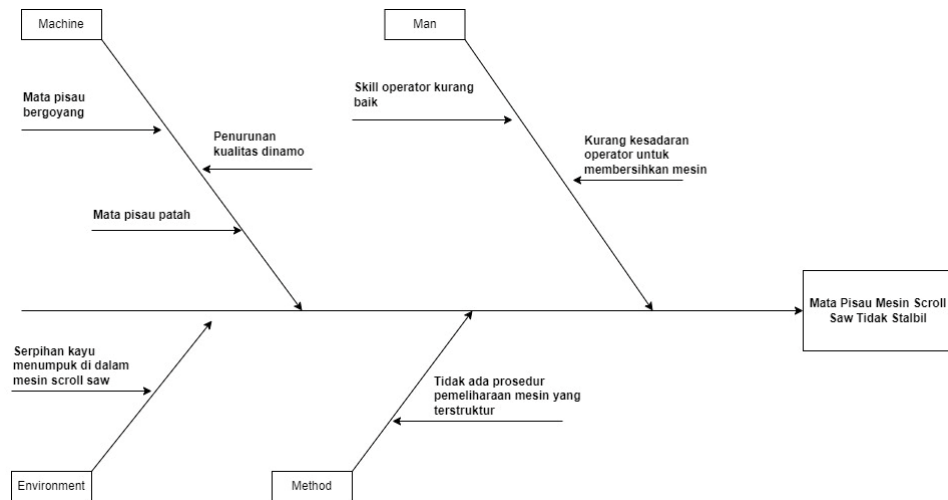 Machine
Man
Mata pisau
bergoyang
Penurunan
kualitas dinamo
Mata pisau patah
Skill operator kurang
baik
Kurang kesadaran
operator untuk
membersihkan mesin
Mata Pisau Mesin Scroll
Saw Tidak Stalbil
Serpihan kayu
menumpuk di dalam
mesin scroll saw
Tidak ada prosedur
pemeliharaan mesin yang
terstruktur
Environment
Method